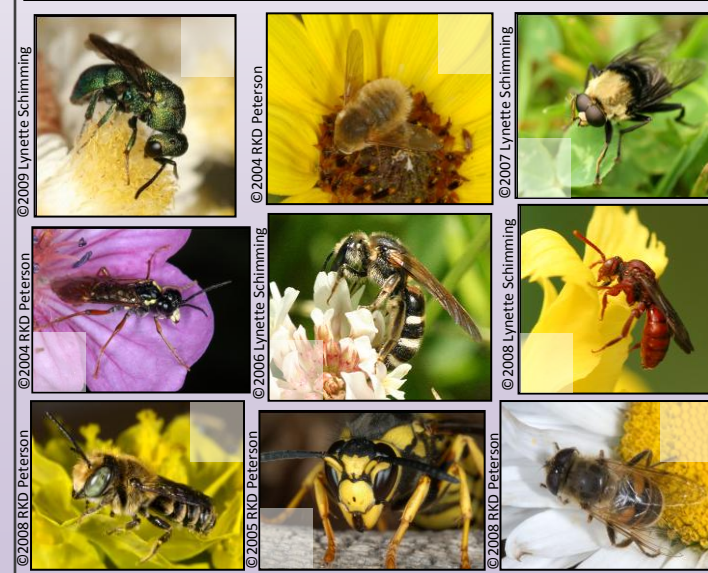 ©2009 Lynette Schimming
©2004 RKD Peterson
©2007 Lynette Schimming
©2004 RKD Peterson
©2006 Lynette Schimming
©2008 Lynette Schimming
©2008 RKD Peterson
©2005 RKD Peterson
©2008 RKD Peterson